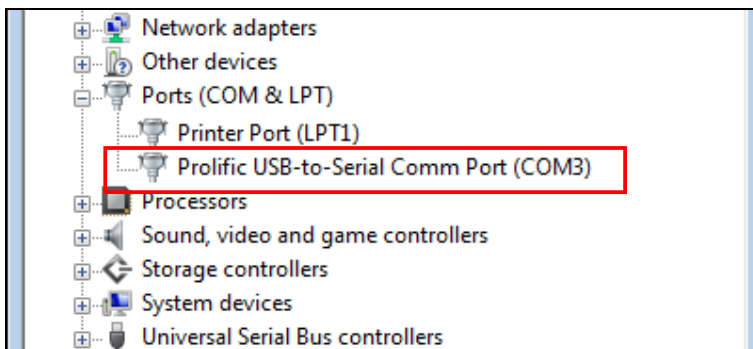 Network adapters
Other devices
Ports (COM & LPT)
Printer Port (LPT1)
Prolific USB-to-Serial Comm Port (COM3)
Processors
Sound, video and game controllers
Storage controllers
System devices
Universal Serial Bus controllers